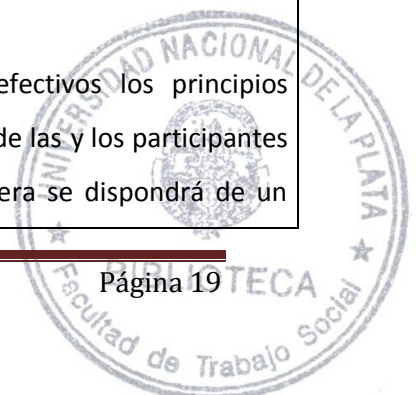 efectivos los principios
de las y los participantes
era se dispondrá de un
Página 19
UNIVERSIDAD NACIONAL DE LA PLATA
BIBLIOTECA
Facultad de Trabajo Social